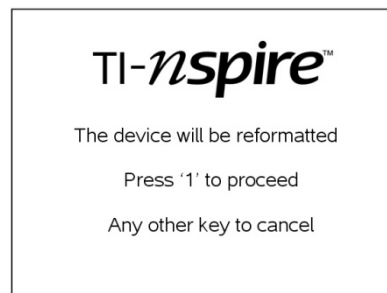 TI-nspire™
The device will be reformatted
Press ‘1’ to proceed
Any other key to cancel